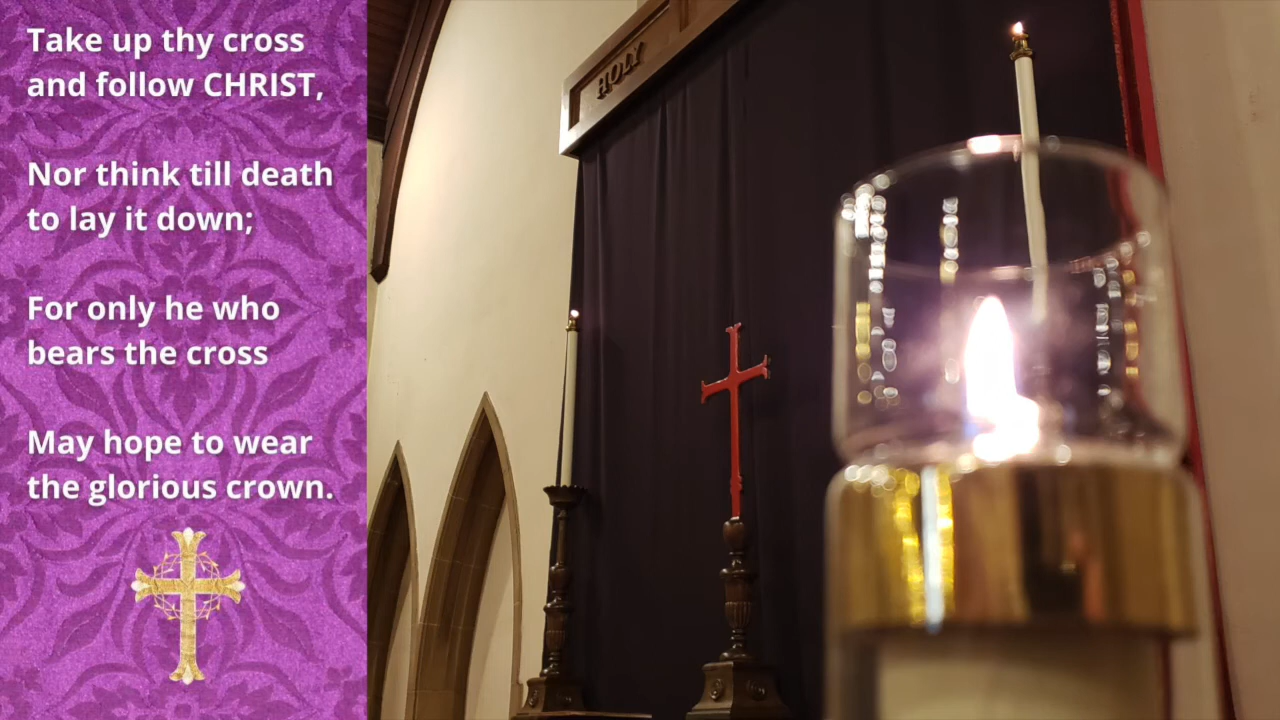 Take up thy cross
and follow CHRIST,
Nor think till death
to lay it down;
For only he who
bears the cross
May hope to wear
the glorious crown.
HOLY